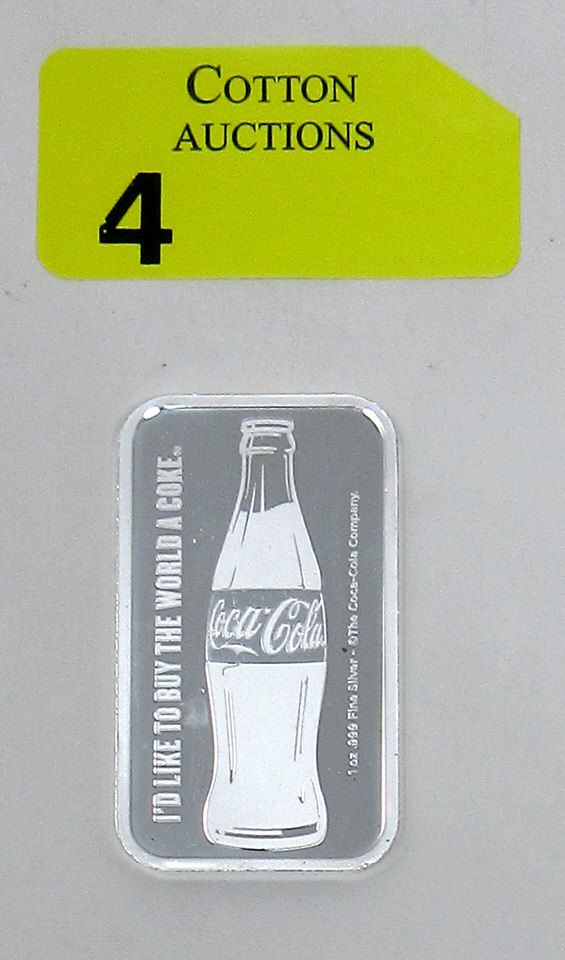 COTTON
AUCTIONS
4
I'D LIKE TO BUY THE WORLD A COKE.
Coca-Cola
1 oz .999 Fine Silver - ©The Coca-Cola Company.